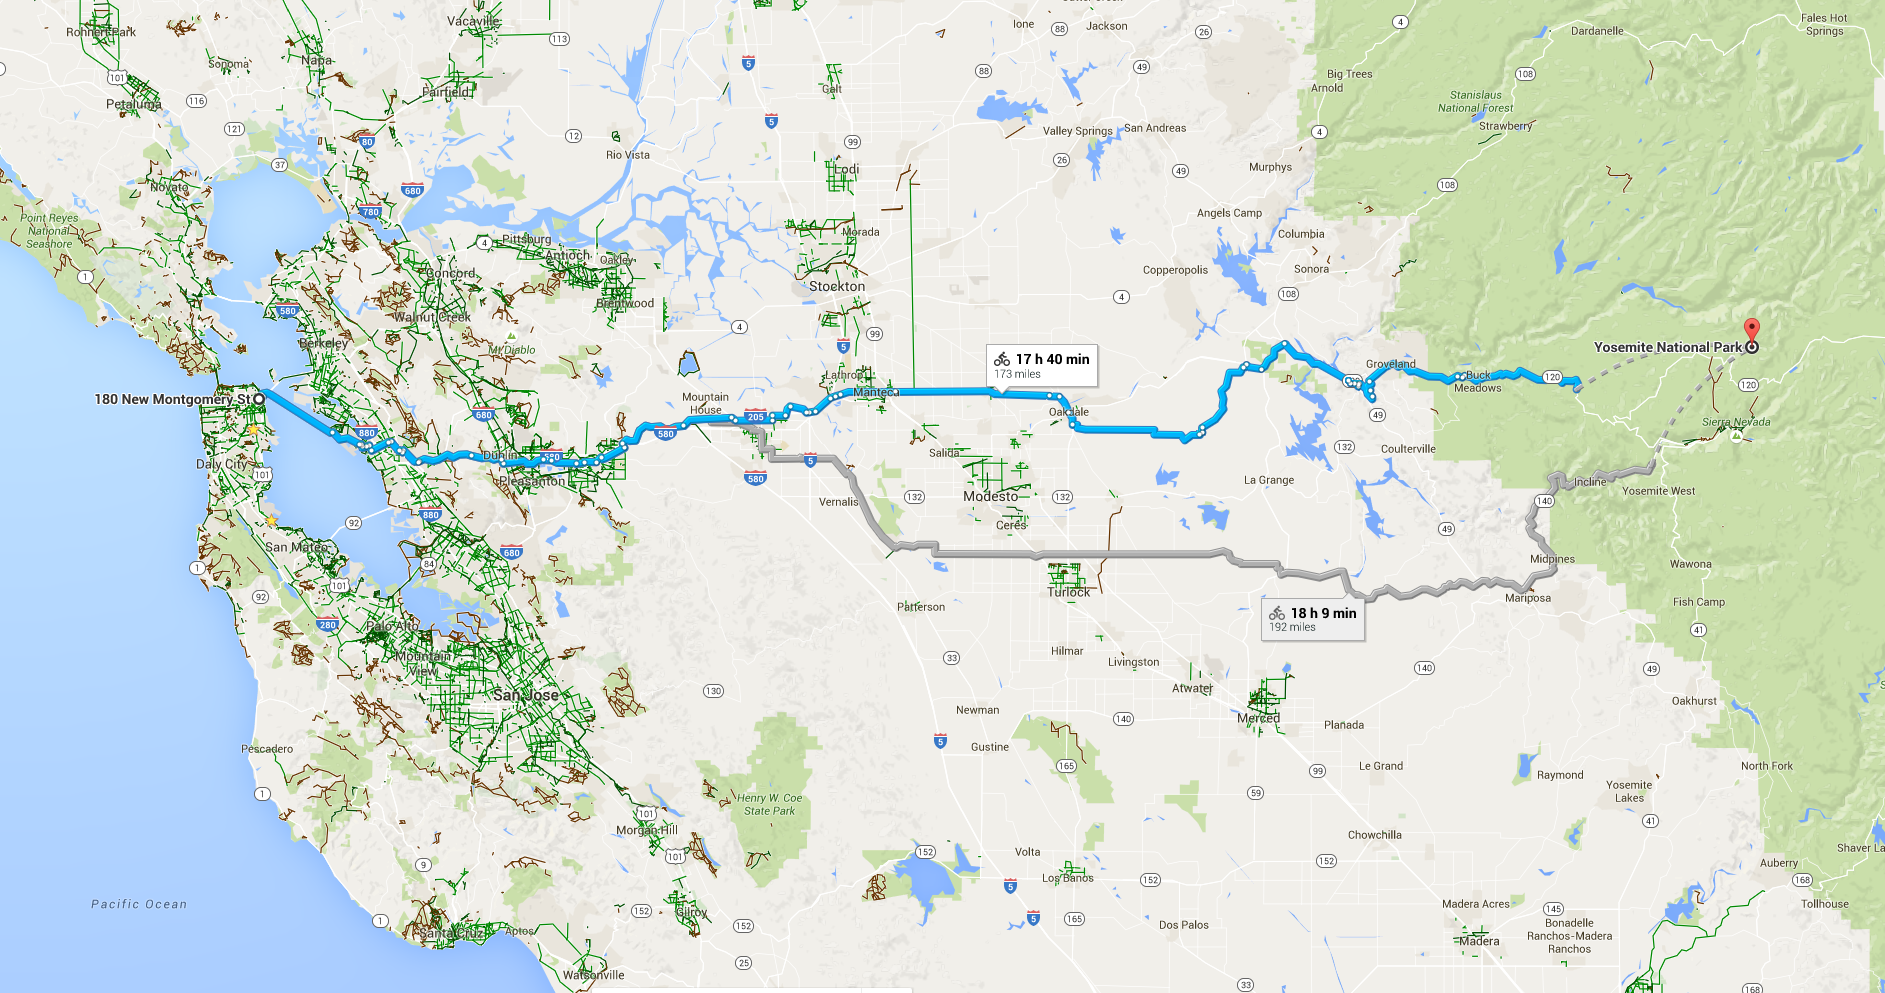 Rohnert Park
Vacaville
113
Ione
88
Jackson
26
4
Dardanelle
Fales Hot
Springs
Sonoma
Napa
5
88
49
Big Trees
Arnold
108
101
Petaluma
116
Fairfield
Galt
Stanislaus
National Forest
121
80
12
5
99
Valley Springs
San Andreas
4
Strawberry
37
Rio Vista
26
49
Murphys
Novato
680
Lodi
108
Point Reyes
National
Seashore
780
Angels Camp
4
Pittsburg
Antioch
Oakley
Morada
Columbia
1
Concord
Copperopolis
Sonora
580
Brentwood
Stockton
4
108
Walnut Creek
4
99
Berkeley
Mt Diablo
5
17 h 40 min
173 miles
Yosemite National Park
Lathrop
Groveland
Buck
Meadows
120
120
180 New Montgomery St
Mountain
House
Manteca
Oakdale
49
680
205
880
580
Sierra Nevada
Daly City
Dublin
580
Pleasanton
5
Salida
132
Coulterville
101
580
La Grange
Incline
Yosemite West
Vernalis
132
Modesto
132
140
92
880
Ceres
49
San Mateo
680
1
84
Midpines
Wawona
101
92
Turlock
Mariposa
280
Patterson
18 h 9 min
192 miles
Fish Camp
Palo Alto
41
Mountain
View
33
Hilmar
Livingston
140
49
San Jose
130
Atwater
Oakhurst
Newman
140
Merced
Planada
Pescadero
5
Gustine
165
99
Le Grand
Raymond
North Fork
1
Henry W. Coe
State Park
59
Yosemite
Lakes
101
Morgan Hill
41
Chowchilla
9
101
152
Volta
152
Auberry
Shaver La
Los Banos
5
152
168
Pacific Ocean
152
Gilroy
Madera Acres
145
Tollhouse
1
5
165
Dos Palos
Bonadelle
Ranchos-Madera
Ranchos
Santa Cruz
Aptos
152
Madera
25
Watsonville
33
168